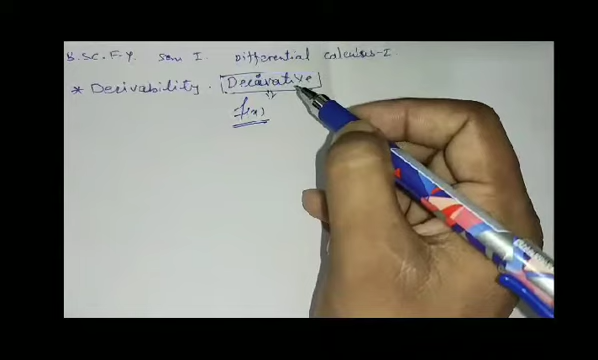 B.SC.F.Y. Sem I. Differential calculus-I
* Derivability. Derivative
f(x)